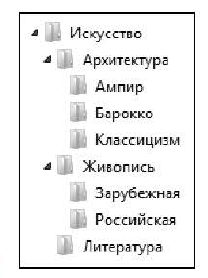 Искусство
Архитектура
Ампир
Барокко
Классицизм
Живопись
Зарубежная
Российская
Литература